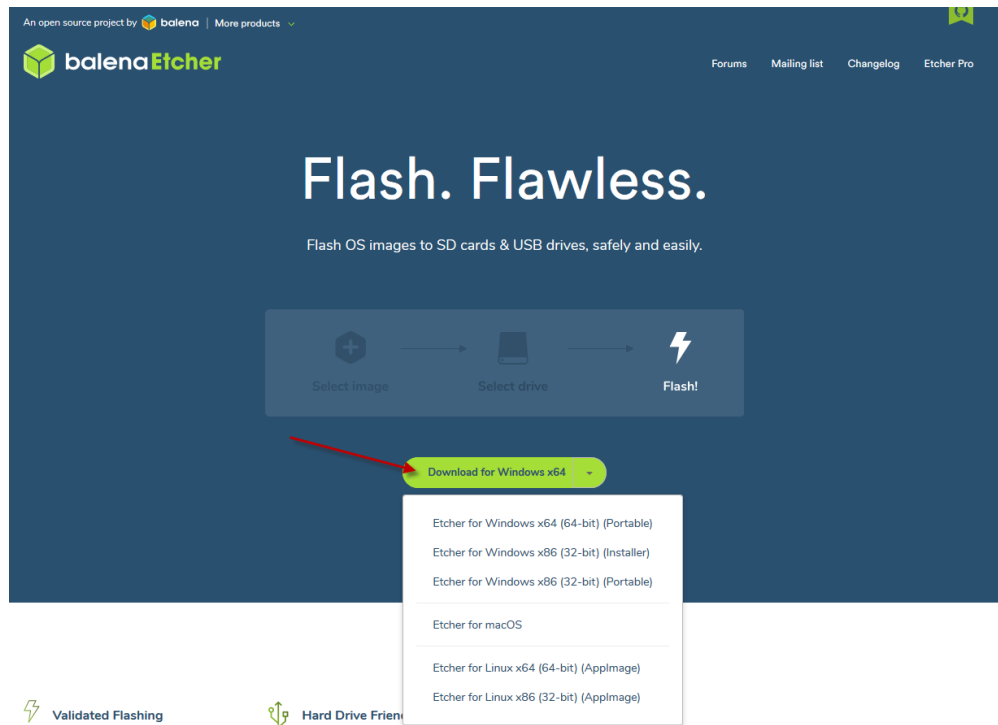 An open source project by balena | More products
balenaEtcher
Forums Mailing list Changelog Etcher Pro
Flash. Flawless.
Flash OS images to SD cards & USB drives, safely and easily.
Select image Select drive Flash!
Download for Windows x64
Etcher for Windows x64 (64-bit) (Portable)
Etcher for Windows x86 (32-bit) (Installer)
Etcher for Windows x86 (32-bit) (Portable)
Etcher for macOS
Etcher for Linux x64 (64-bit) (AppImage)
Etcher for Linux x86 (32-bit) (AppImage)
Validated Flashing Hard Drive Frien